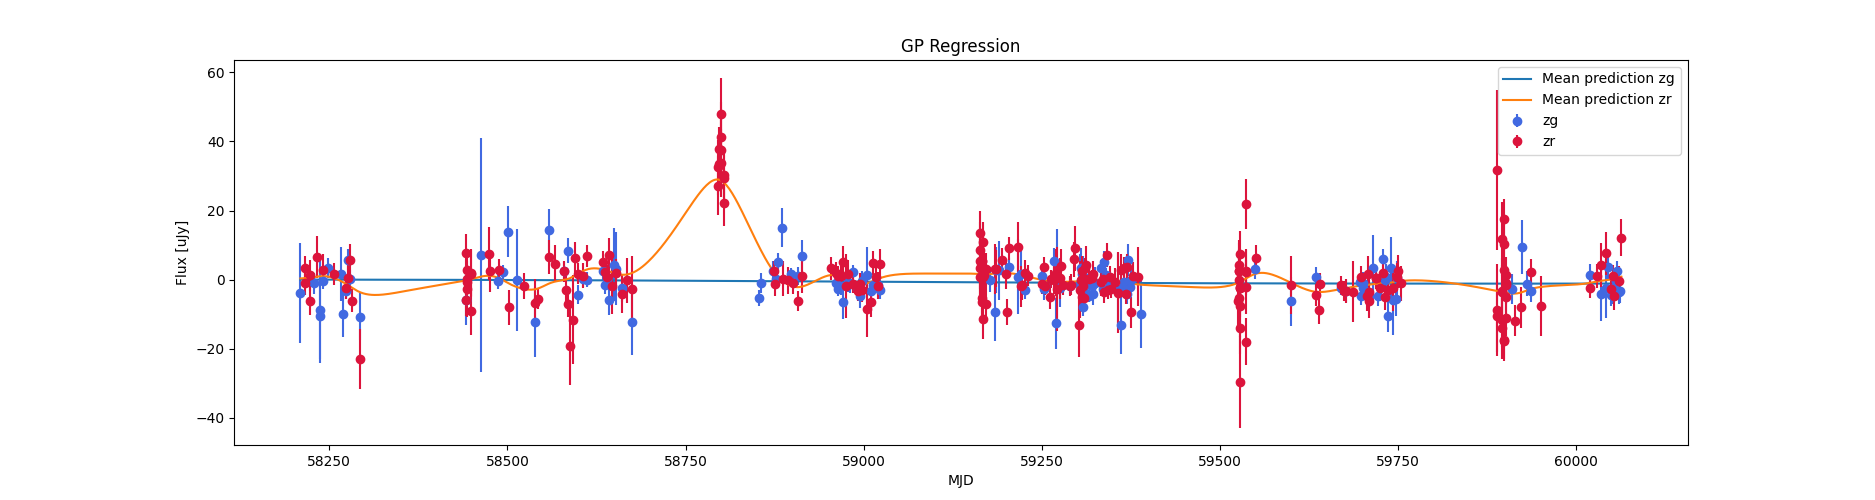 GP Regression
Flux [uJy]
60
40
20
0
−20
−40
58250
58500
58750
59000
59250
59500
59750
60000
MJD
Mean prediction zg
Mean prediction zr
zg
zr